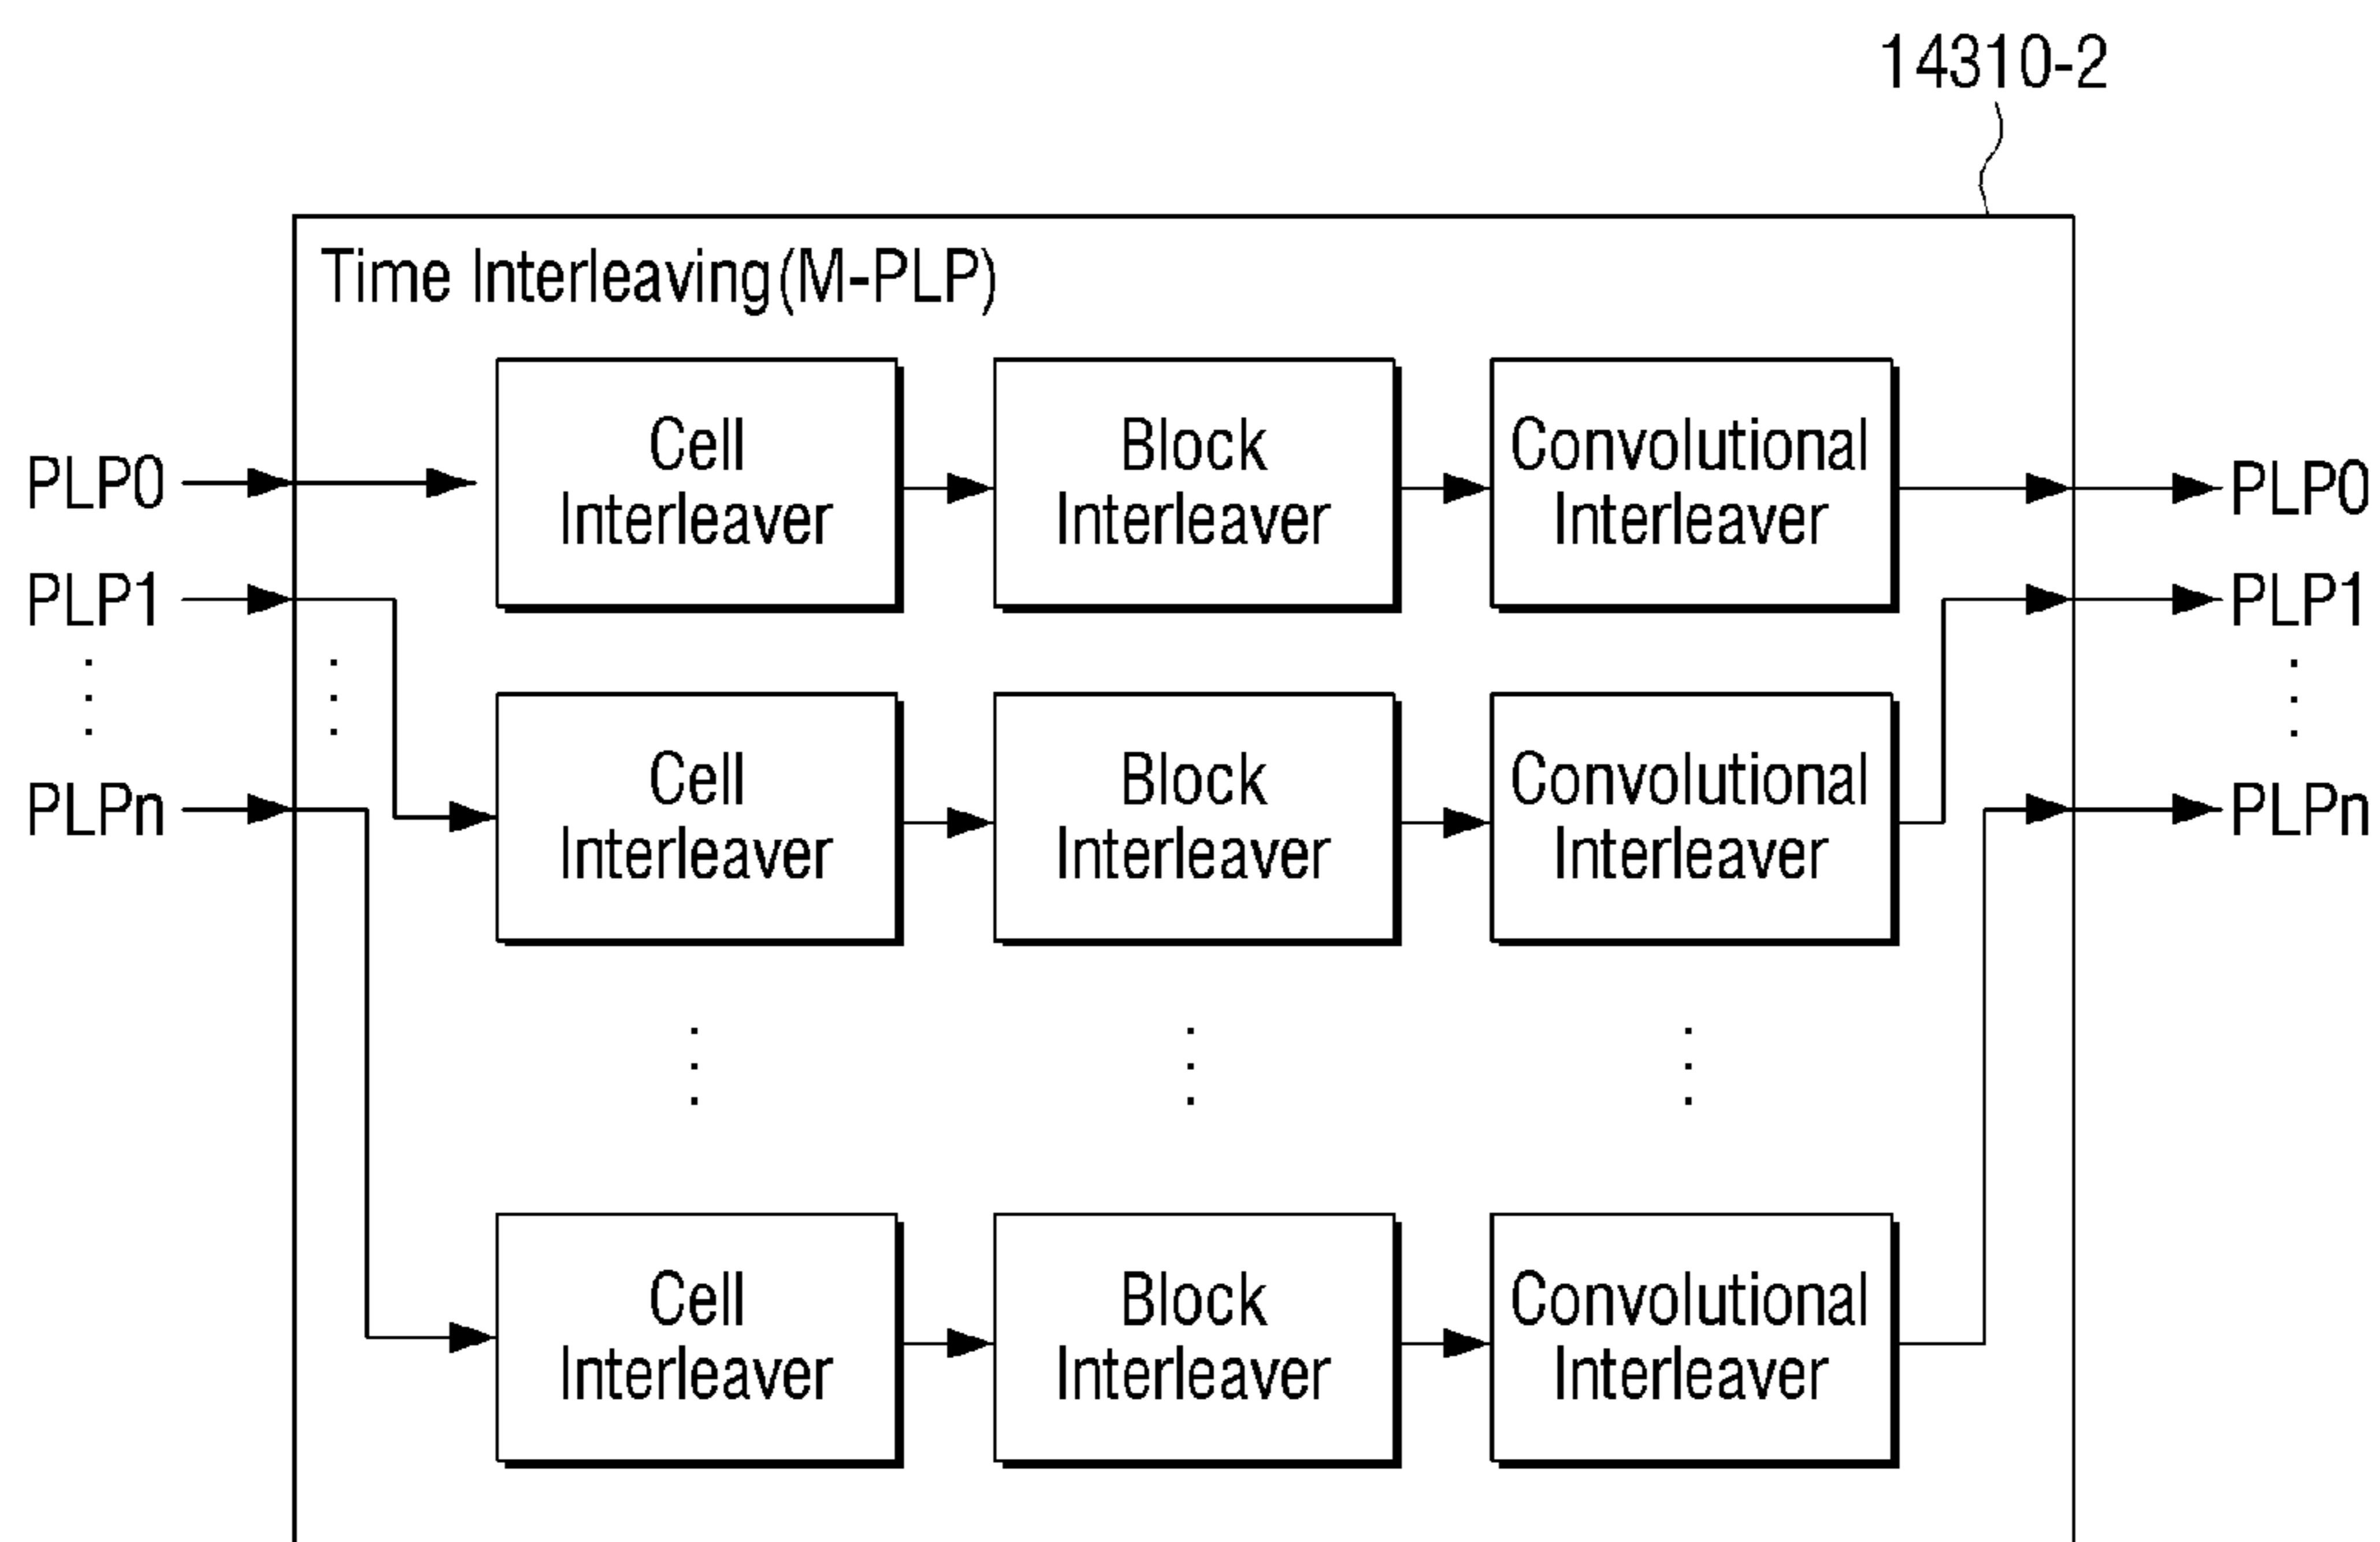 14310-2
Time Interleaving(M-PLP)
PLP0
Cell
Interleaver
Block
Interleaver
Convolutional
Interleaver
PLP0
PLP1
PLP1
Cell
Interleaver
Block
Interleaver
Convolutional
Interleaver
PLPn
PLPn
Cell
Interleaver
Block
Interleaver
Convolutional
Interleaver